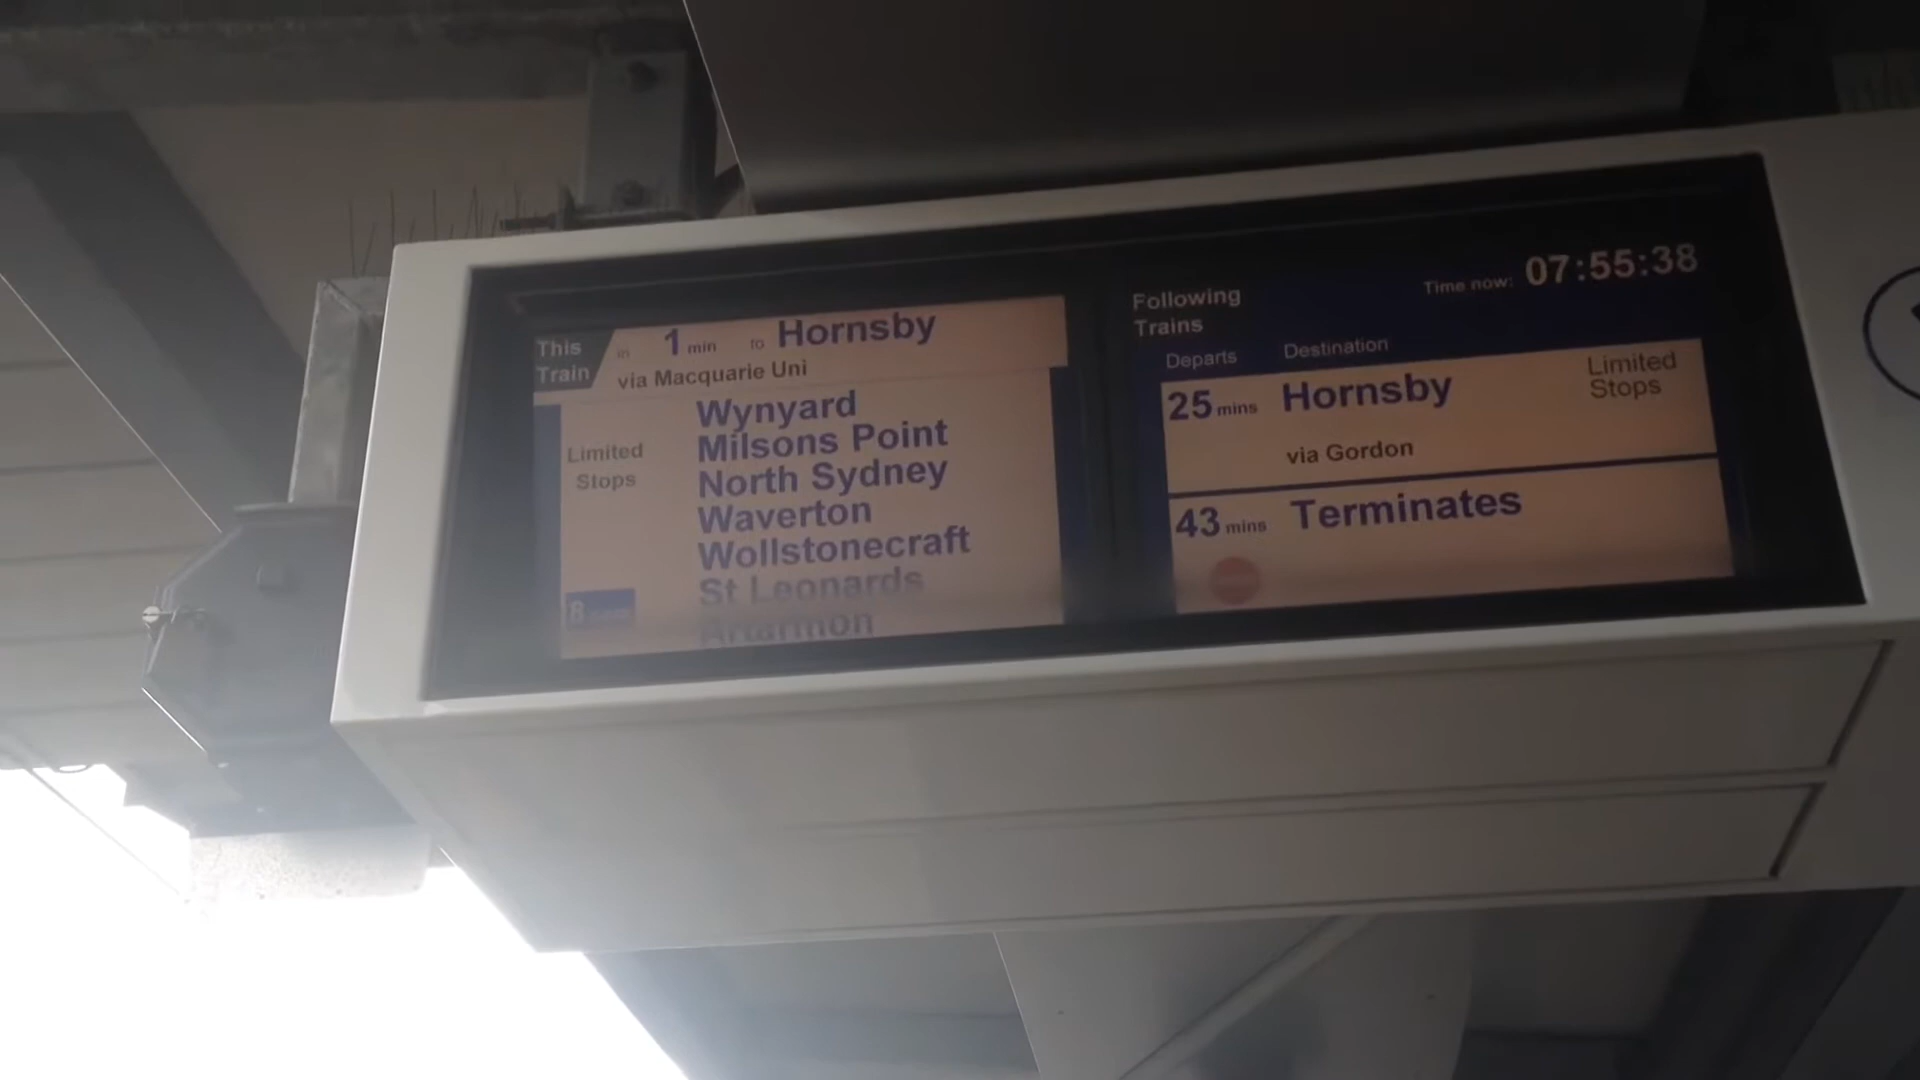 This Train in 1 min to Hornsby
via Macquarie Uni
Limited Stops
Wynyard
Milsons Point
North Sydney
Waverton
Wollstonecraft
St Leonards
Artarmon
8
Following Trains
Time now: 07:55:38
Departs Destination
25 mins Hornsby Limited Stops
via Gordon
43 mins Terminates